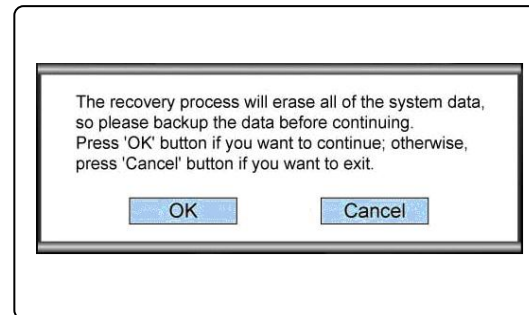 The recovery process will erase all of the system data,
so please backup the data before continuing.
Press 'OK' button if you want to continue; otherwise,
press 'Cancel' button if you want to exit.
OK
Cancel